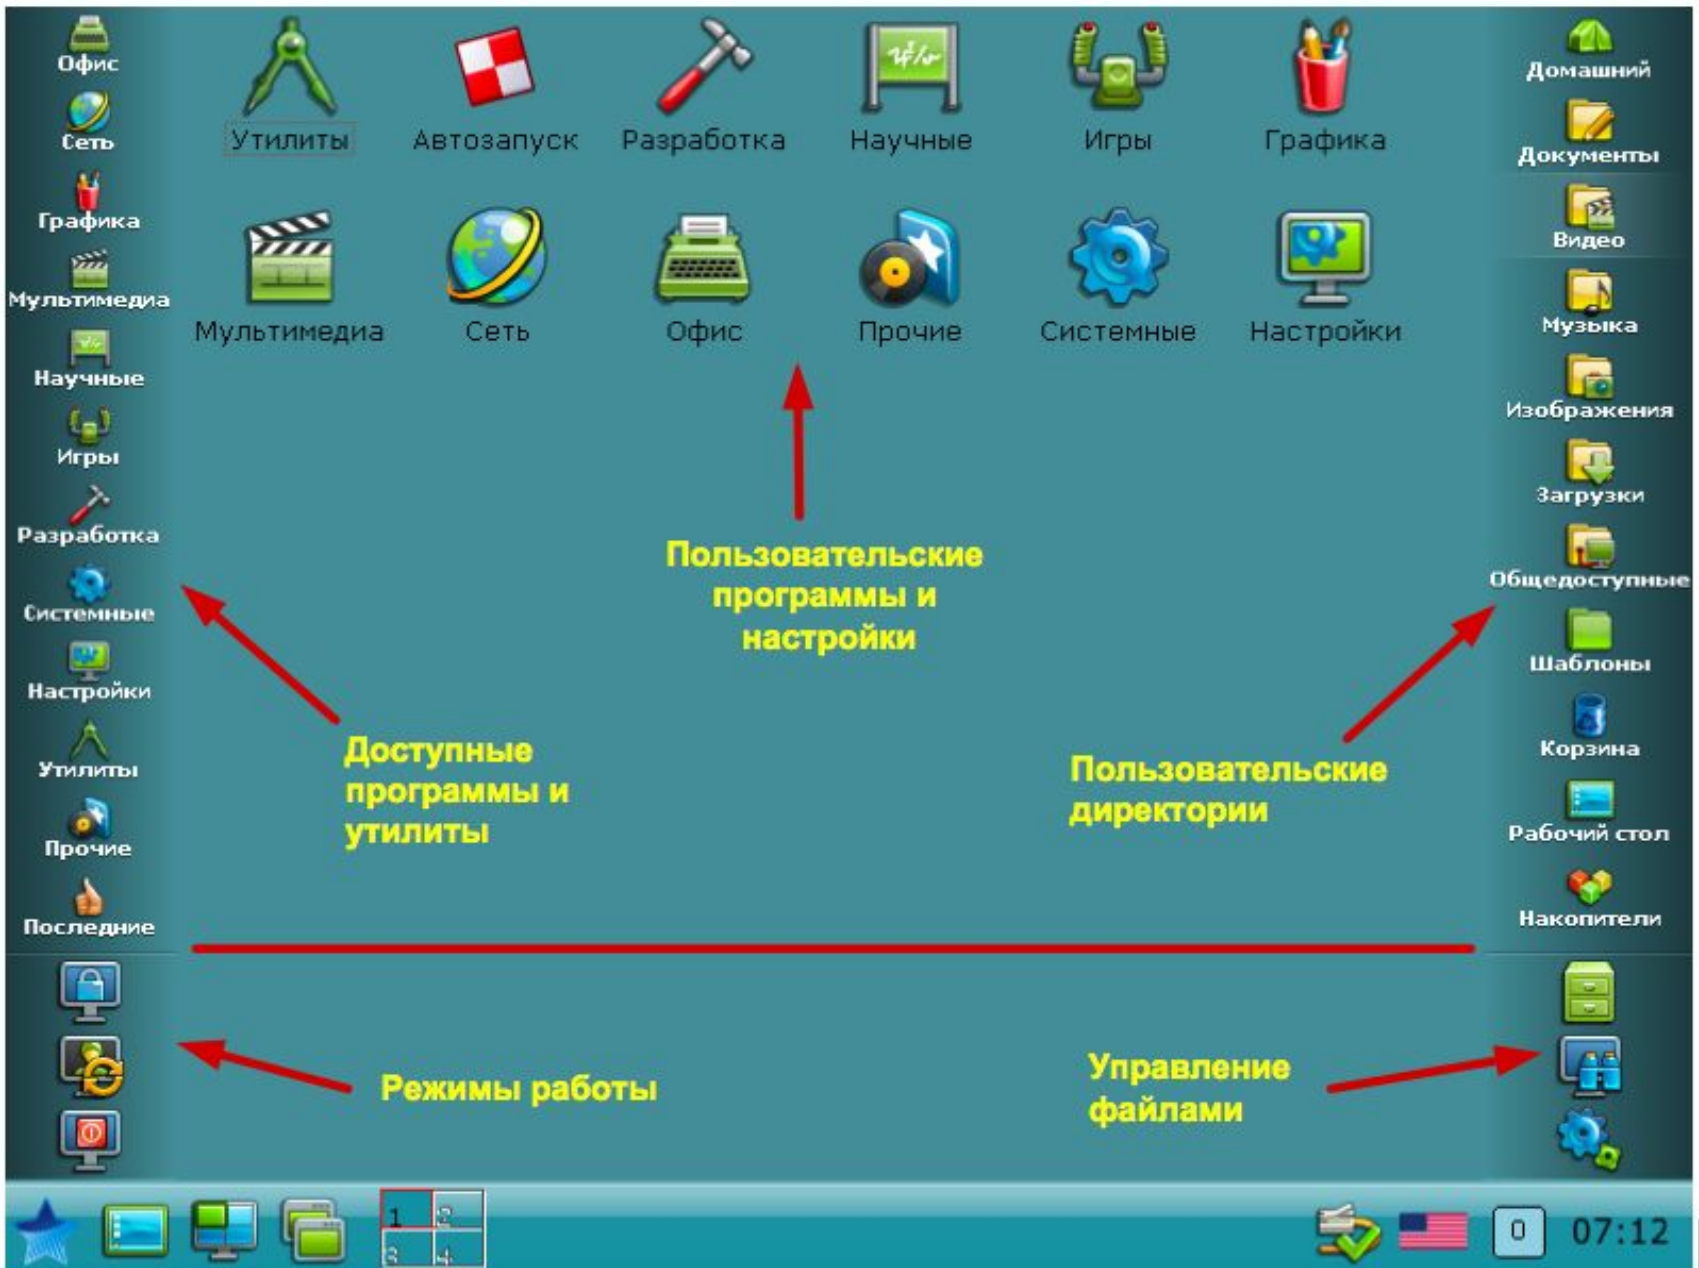 Офис
Сеть
Графика
Мультимедиа
Научные
Игры
Разработка
Системные
Настройки
Утилиты
Прочие
Последние
Утилиты Автозапуск Разработка Научные Игры Графика
Мультимедиа Сеть Офис Прочие Системные Настройки
Пользовательские
программы и
настройки
Доступные
программы и
утилиты
Пользовательские
директории
Режимы работы
Управление
файлами
Домашний
Документы
Видео
Музыка
Изображения
Загрузки
Общедоступные
Шаблоны
Корзина
Рабочий стол
Накопители
1 2
3 4
0 07:12